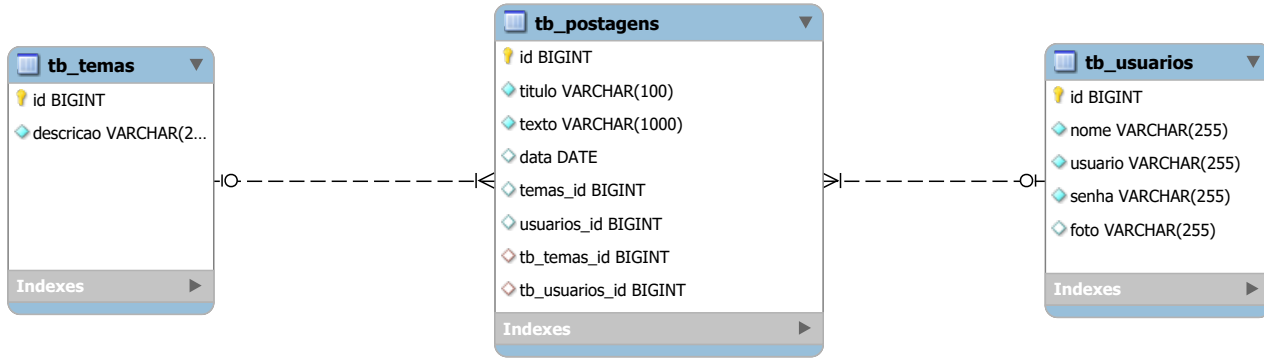 tb_temas
id BIGINT
descricao VARCHAR(2...
Indexes
tb_postagens
id BIGINT
titulo VARCHAR(100)
texto VARCHAR(1000)
data DATE
temas_id BIGINT
usuarios_id BIGINT
tb_temas_id BIGINT
tb_usuarios_id BIGINT
Indexes
tb_usuarios
id BIGINT
nome VARCHAR(255)
usuario VARCHAR(255)
senha VARCHAR(255)
foto VARCHAR(255)
Indexes